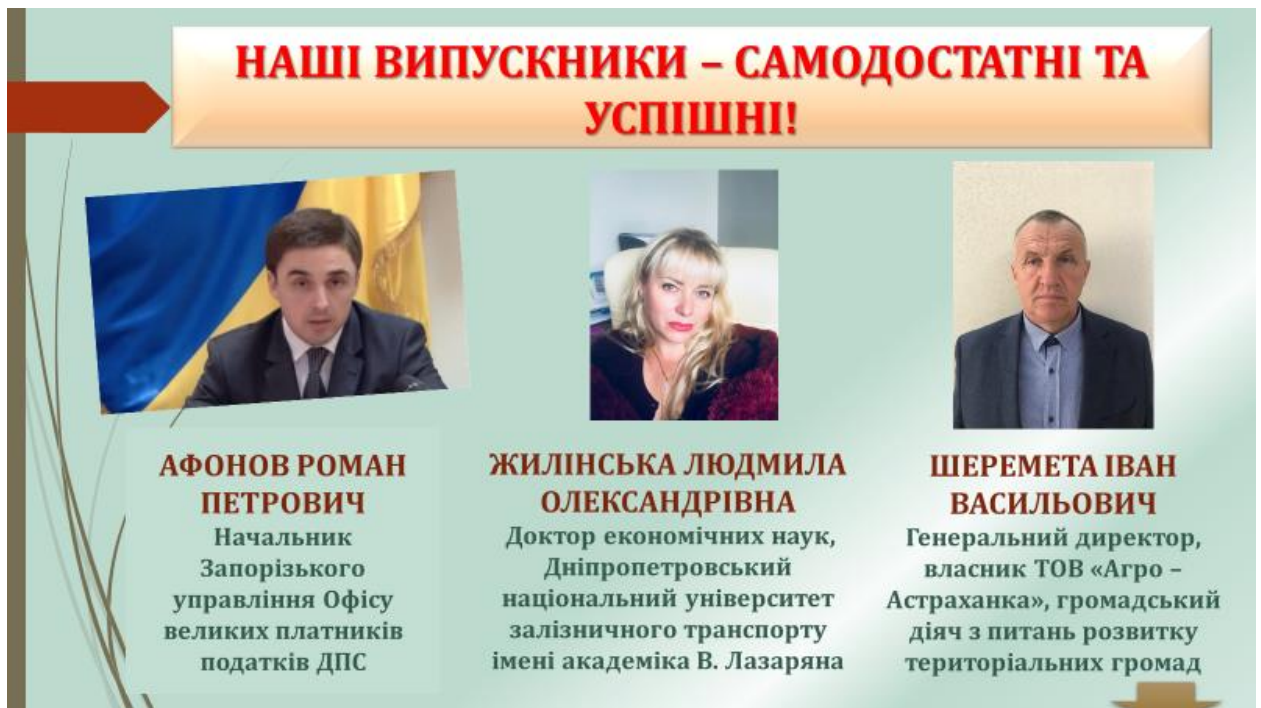 НАШІ ВИПУСКНИКИ – САМОДОСТАТНІ ТА
УСПІШНІ!
АФОНОВ РОМАН
ПЕТРОВИЧ
Начальник
Запорізького
управління Офісу
великих платників
податків ДПС
ЖИЛІНСЬКА ЛЮДМИЛА
ОЛЕКСАНДРІВНА
Доктор економічних наук,
Дніпропетровський
національний університет
залізничного транспорту
імені академіка В. Лазаряна
ШЕРЕМЕТА ІВАН
ВАСИЛЬОВИЧ
Генеральний директор,
власник ТОВ «Агро –
Астраханка», громадський
діяч з питань розвитку
територіальних громад